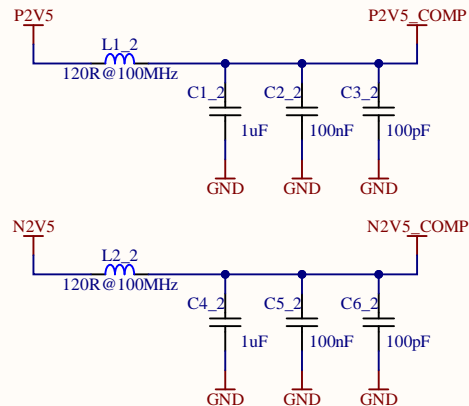 P2V5
P2V5_COMP
L1_2
120R@100MHz
C1_2
C2_2
C3_2
1uF
100nF
100pF
GND
GND
GND
N2V5
N2V5_COMP
L2_2
120R@100MHz
C4_2
C5_2
C6_2
1uF
100nF
100pF
GND
GND
GND